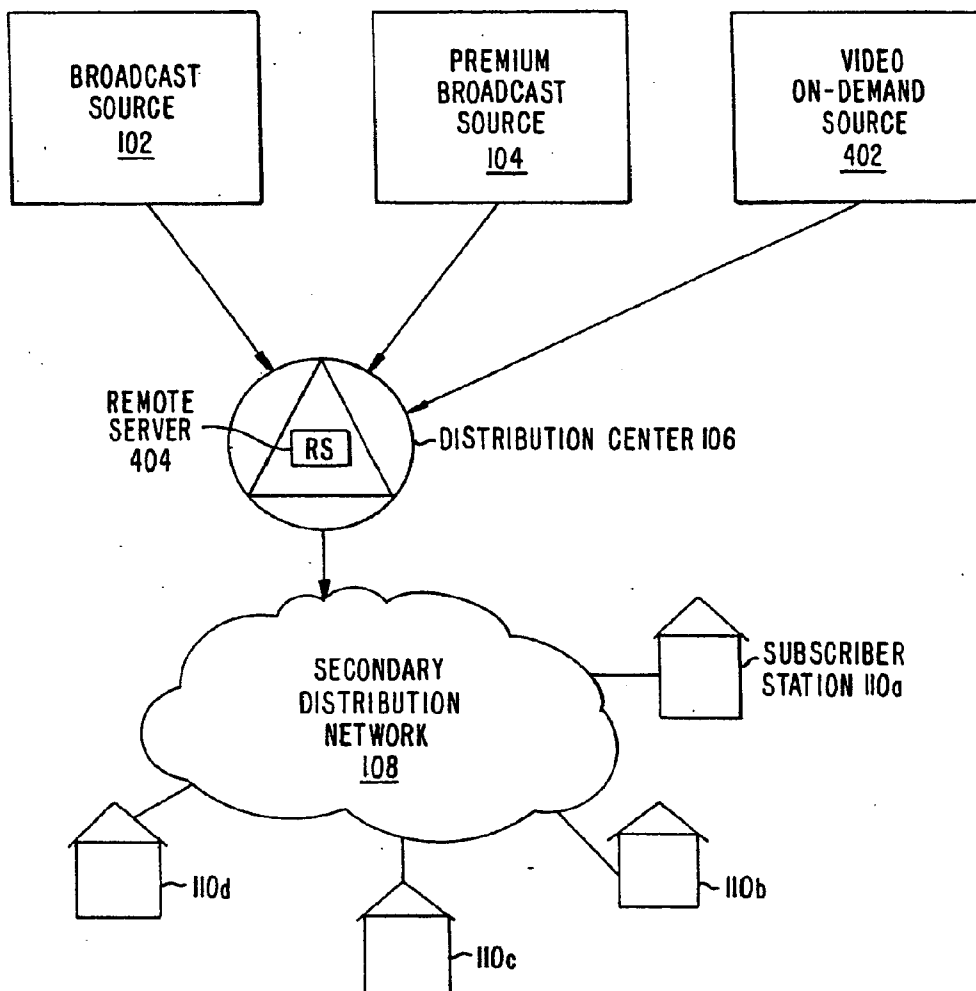 BROADCAST
SOURCE
102
PREMIUM
BROADCAST
SOURCE
104
VIDEO
ON-DEMAND
SOURCE
402
REMOTE
SERVER
404
RS
DISTRIBUTION CENTER 106
SECONDARY
DISTRIBUTION
NETWORK
108
SUBSCRIBER
STATION 110a
110d
110c
110b